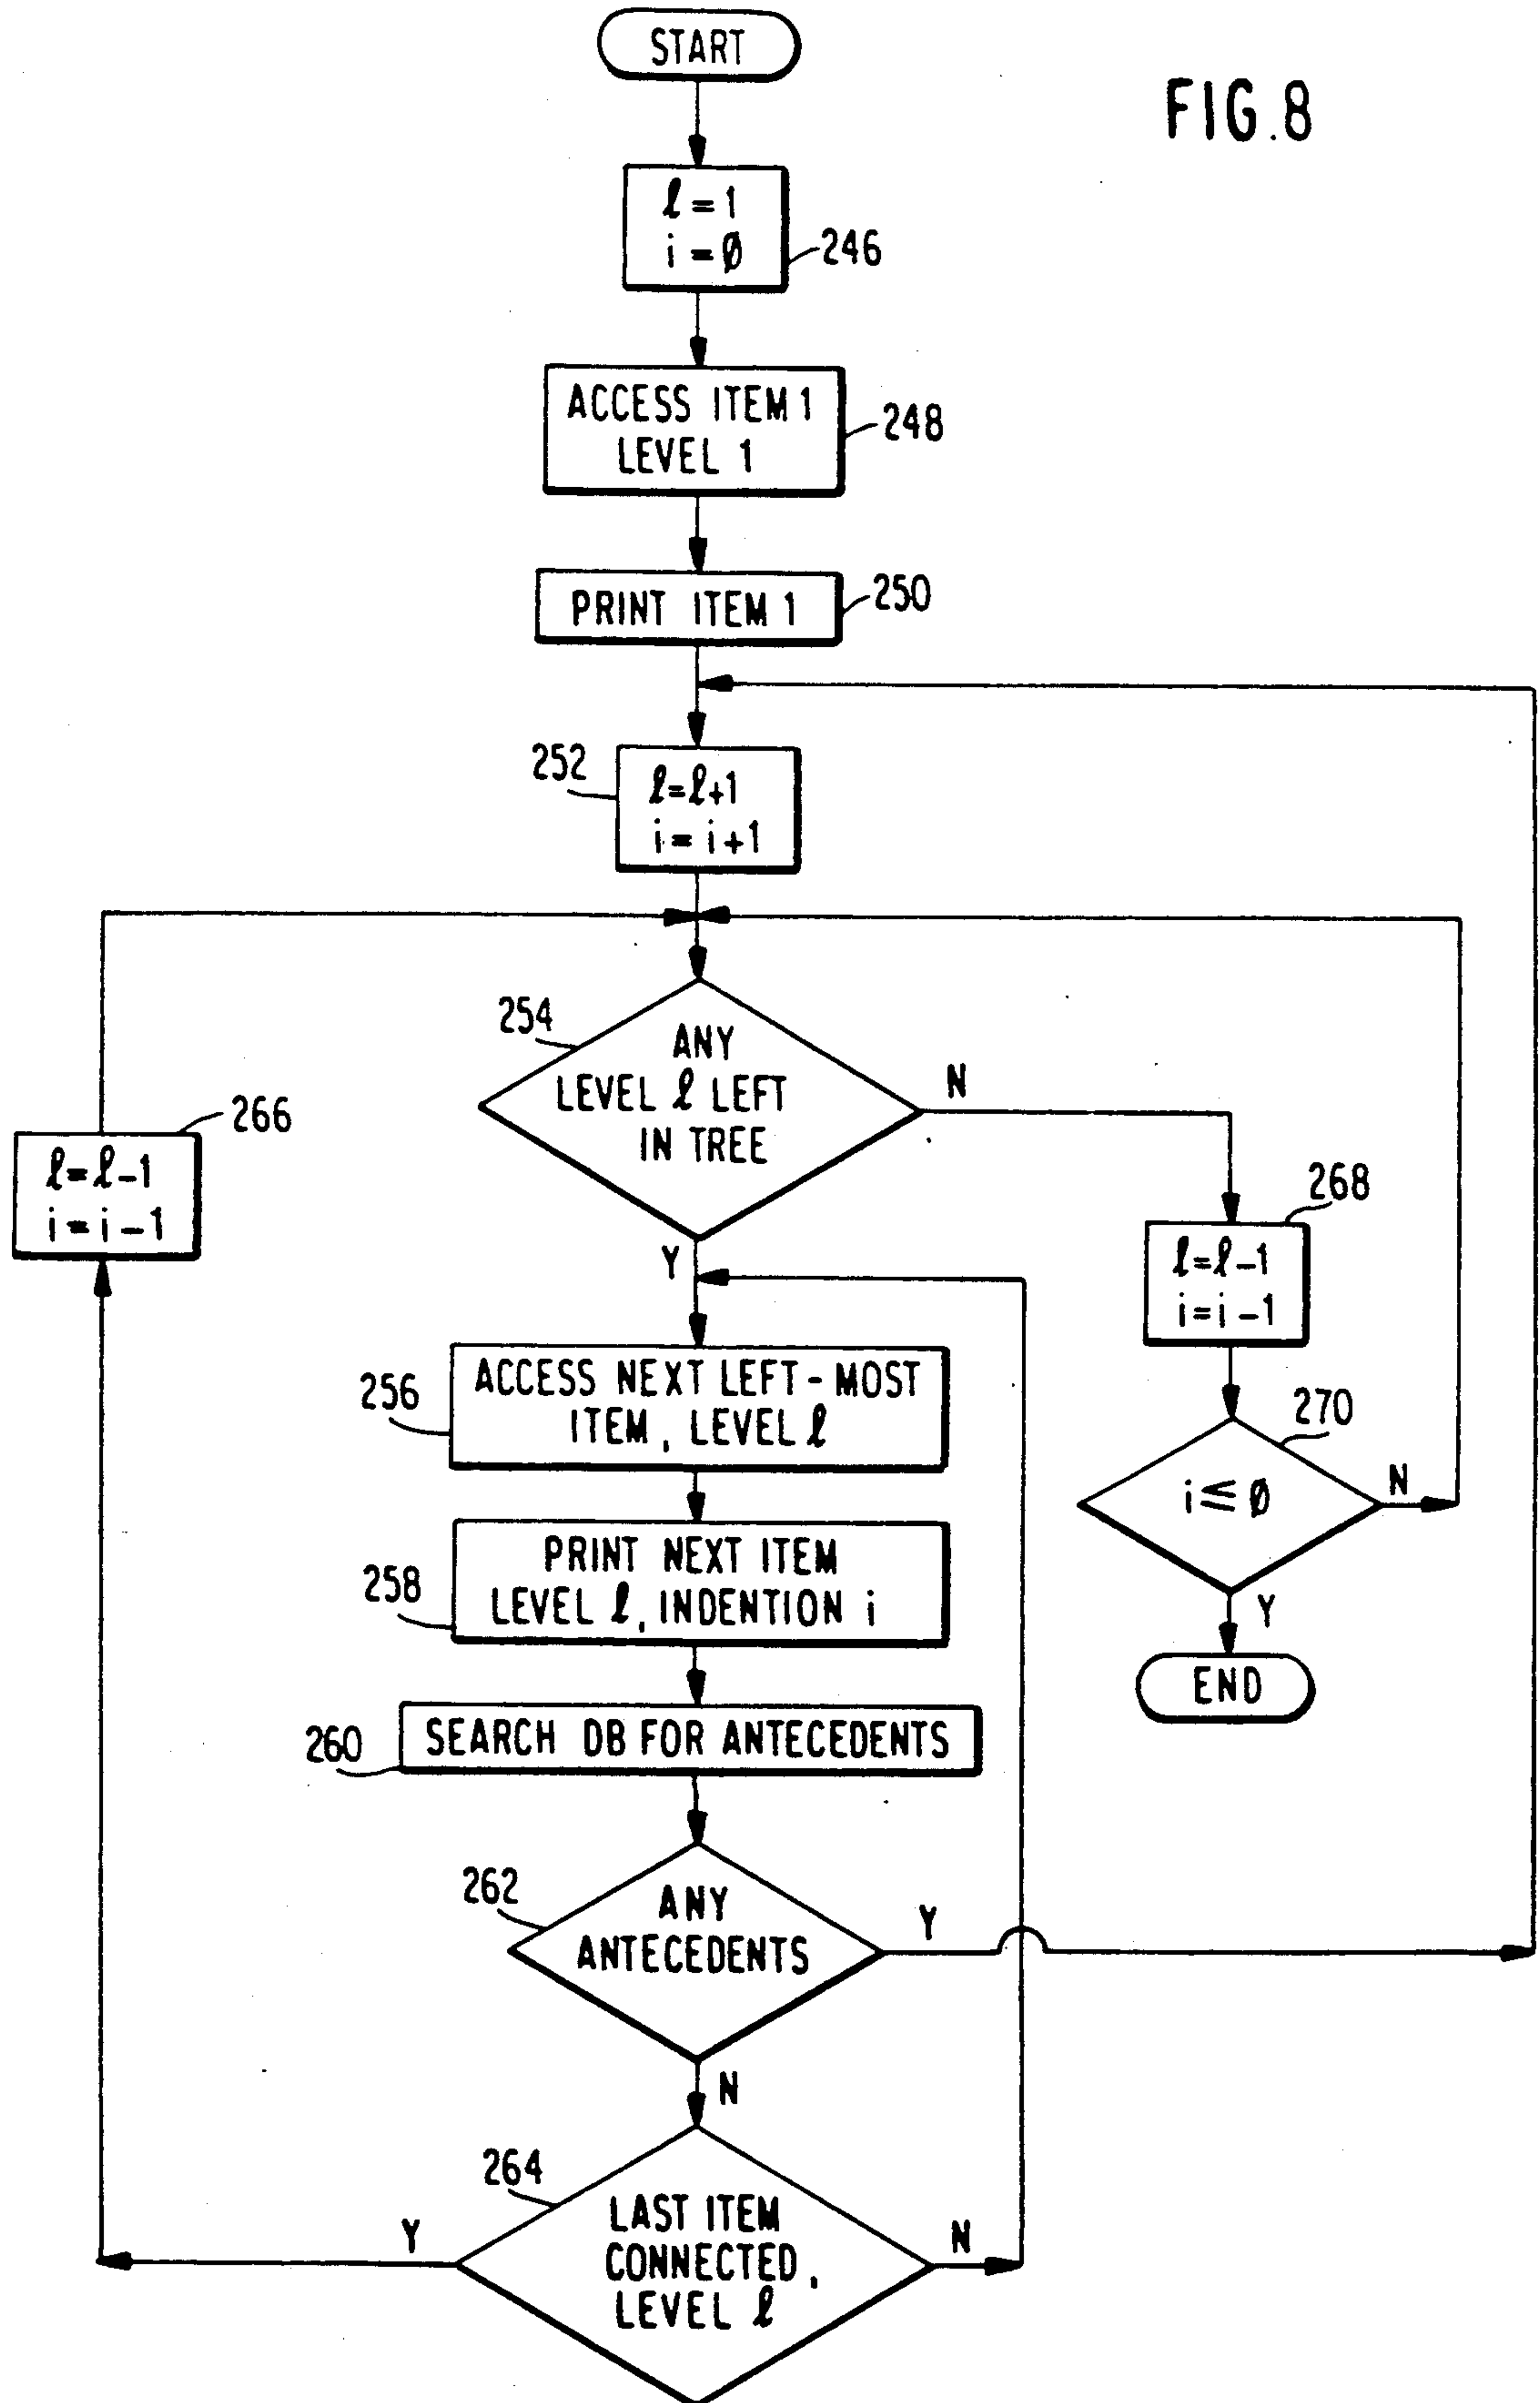 START
FIG.8
ℓ = 1
i = Ø
246
ACCESS ITEM 1
LEVEL 1
248
PRINT ITEM 1
250
252
ℓ=ℓ+1
i = i+1
254
ANY
LEVEL ℓ LEFT
IN TREE
N
266
ℓ=ℓ-1
i = i-1
268
ℓ=ℓ-1
i=i-1
Y
256
ACCESS NEXT LEFT-MOST
ITEM, LEVEL ℓ
270
i ≤ Ø
N
258
PRINT NEXT ITEM
LEVEL ℓ, INDENTION i
Y
END
260
SEARCH DB FOR ANTECEDENTS
262
ANY
ANTECEDENTS
Y
N
264
LAST ITEM
CONNECTED,
LEVEL ℓ
Y
N